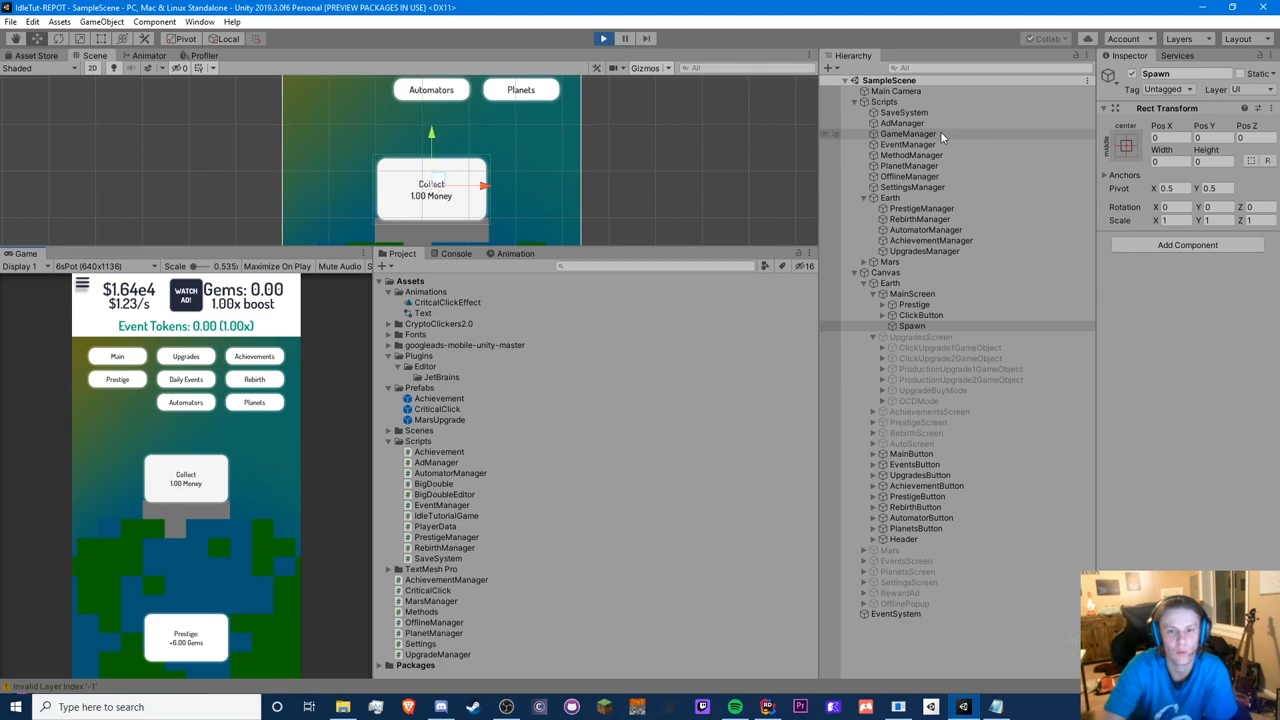 IdleTut-REPOT - SampleScene - PC, Mac & Linux Standalone - Unity 2019.3.0f6 Personal [PREVIEW PACKAGES IN USE] <DX11>
File Edit Assets GameObject Component Window Help
Pivot Local Collab Account Layers Layout
Asset Store Scene Animator Profiler
Shaded 2D 0 Gizmos All
Automators Planets
Collect
1.00 Money
Game
Display 1 6sPot (640x1136) Scale 0.535 Maximize On Play Mute Audio
$1.64e4
$1.23/s
WATCH
AD!
Gems: 0.00
1.00x boost
Event Tokens: 0.00 (1.00x)
Main Upgrades Achievements
Prestige Daily Events Rebirth
Automators Planets
Collect
1.00 Money
Prestige:
+6.00 Gems
Invalid Layer Index '-1'
Project Console Animation
16
Assets
Animations
CritcalClickEffect
Text
CryptoClickers2.0
Fonts
googleads-mobile-unity-master
Plugins
Editor
JetBrains
Prefabs
Achievement
CriticalClick
MarsUpgrade
Scenes
Scripts
Achievement
AdManager
AutomatorManager
BigDouble
BigDoubleEditor
EventManager
IdleTutorialGame
PlayerData
PrestigeManager
RebirthManager
SaveSystem
TextMesh Pro
AchievementManager
CriticalClick
MarsManager
Methods
OfflineManager
PlanetManager
Settings
UpgradeManager
Packages
Hierarchy
All
SampleScene
Main Camera
Scripts
SaveSystem
AdManager
GameManager
EventManager
MethodManager
PlanetManager
OfflineManager
SettingsManager
Earth
PrestigeManager
RebirthManager
AutomatorManager
AchievementManager
UpgradesManager
Mars
Canvas
Earth
MainScreen
Prestige
ClickButton
Spawn
UpgradesScreen
ClickUpgrade1GameObject
ClickUpgrade2GameObject
ProductionUpgrade1GameObject
ProductionUpgrade2GameObject
UpgradeBuyMode
OCDMode
AchievementsScreen
PrestigeScreen
RebirthScreen
AutoScreen
MainButton
EventsButton
UpgradesButton
AchievementButton
PrestigeButton
RebirthButton
AutomatorButton
PlanetsButton
Header
Mars
EventsScreen
PlanetsScreen
SettingsScreen
RewardAd
OfflinePopup
EventSystem
Inspector Services
Spawn Static
Tag Untagged Layer UI
Rect Transform
center Pos X Pos Y Pos Z
middle 0 0 0
Width Height
0 0 R
Anchors
Pivot X 0.5 Y 0.5
Rotation X 0 Y 0 Z 0
Scale X 1 Y 1 Z 1
Add Component
Type here to search